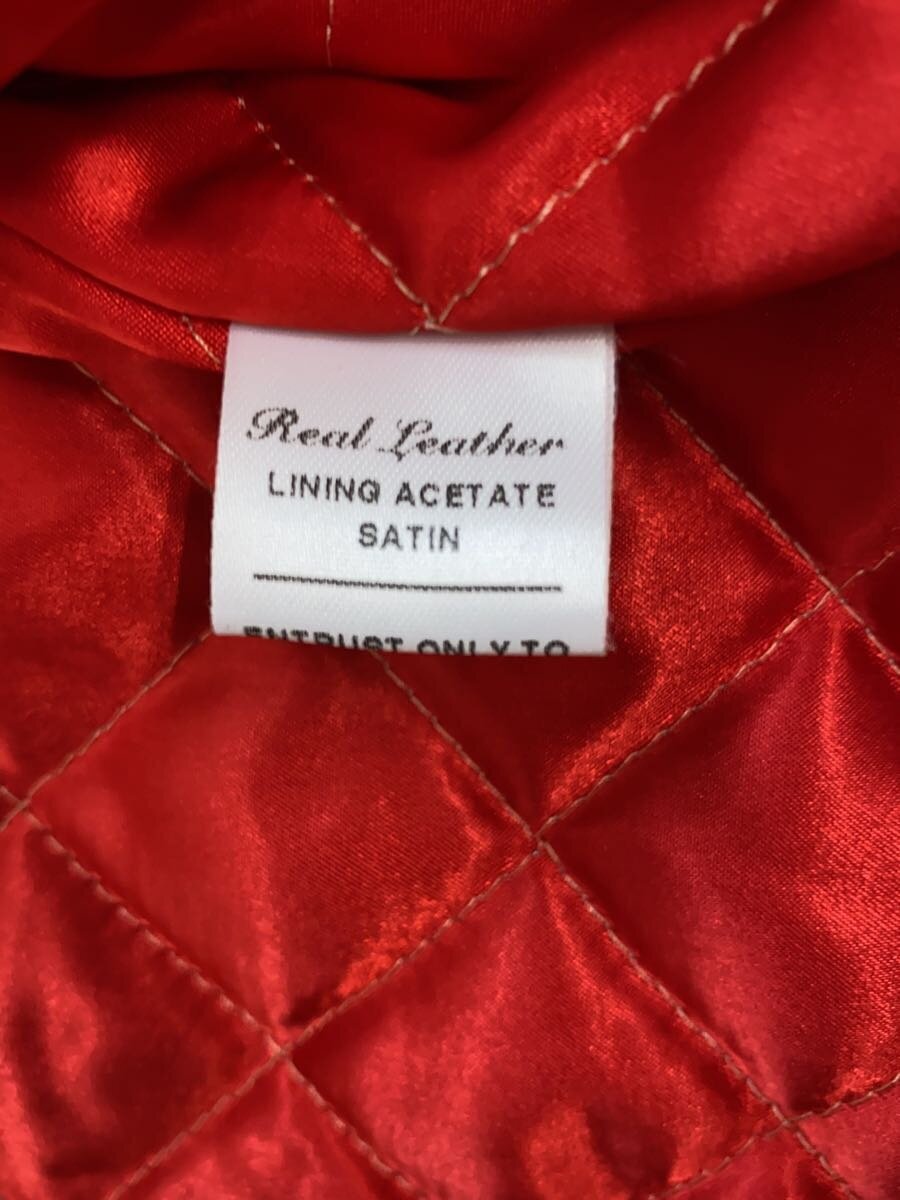 Real Leather
LINING ACETATE
SATIN
ENTRUST ONLY TO